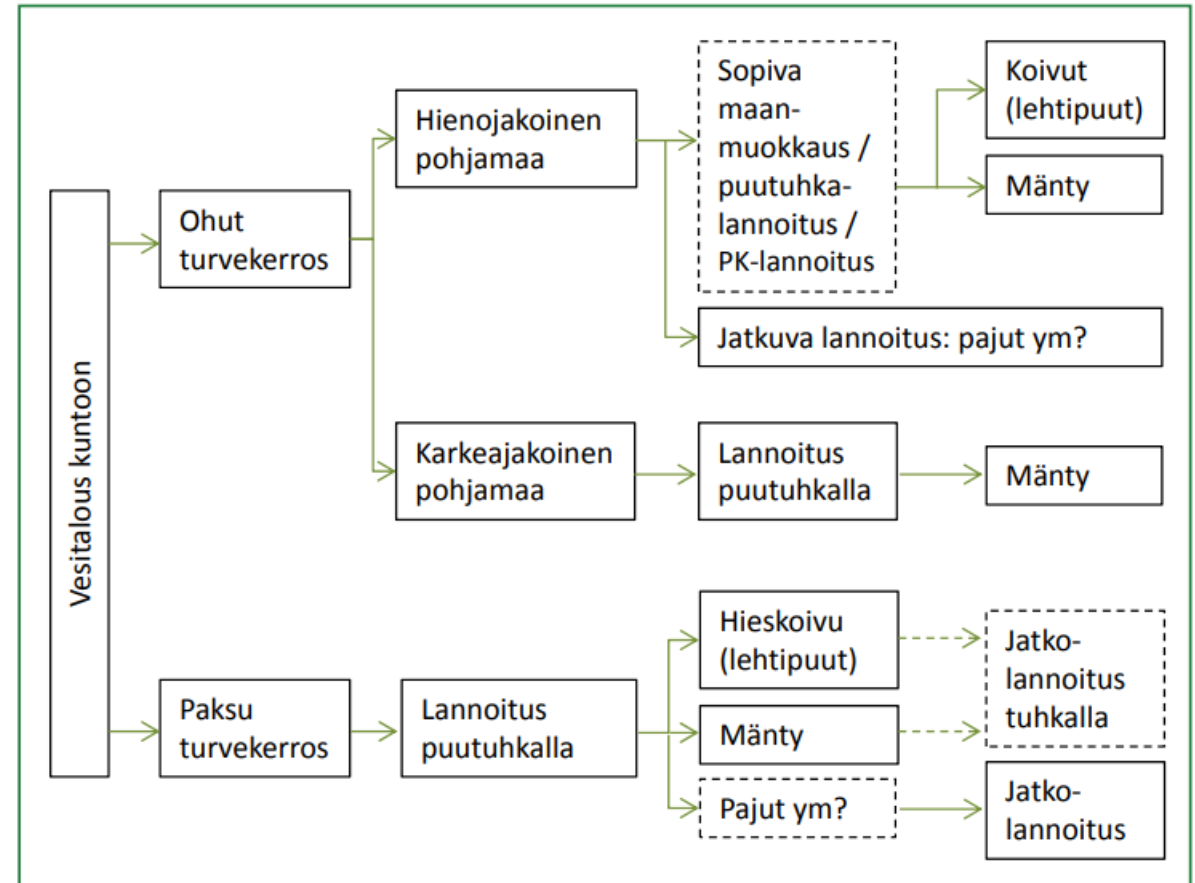 Vesitalous kuntoon
Ohut
turvekerros
Hienojakoinen
pohjamaa
Sopiva
maan-
muokkaus /
puutuhka-
lannoitus /
PK-lannoitus
Koivut
(lehtipuut)
Mänty
Jatkuva lannoitus: pajut ym?
Karkeajakoinen
pohjamaa
Lannoitus
puutuhkalla
Mänty
Paksu
turvekerros
Lannoitus
puutuhkalla
Hieskoivu
(lehtipuut)
Mänty
Jatko-
lannoitus
tuhkalla
Pajut ym?
Jatko-
lannoitus